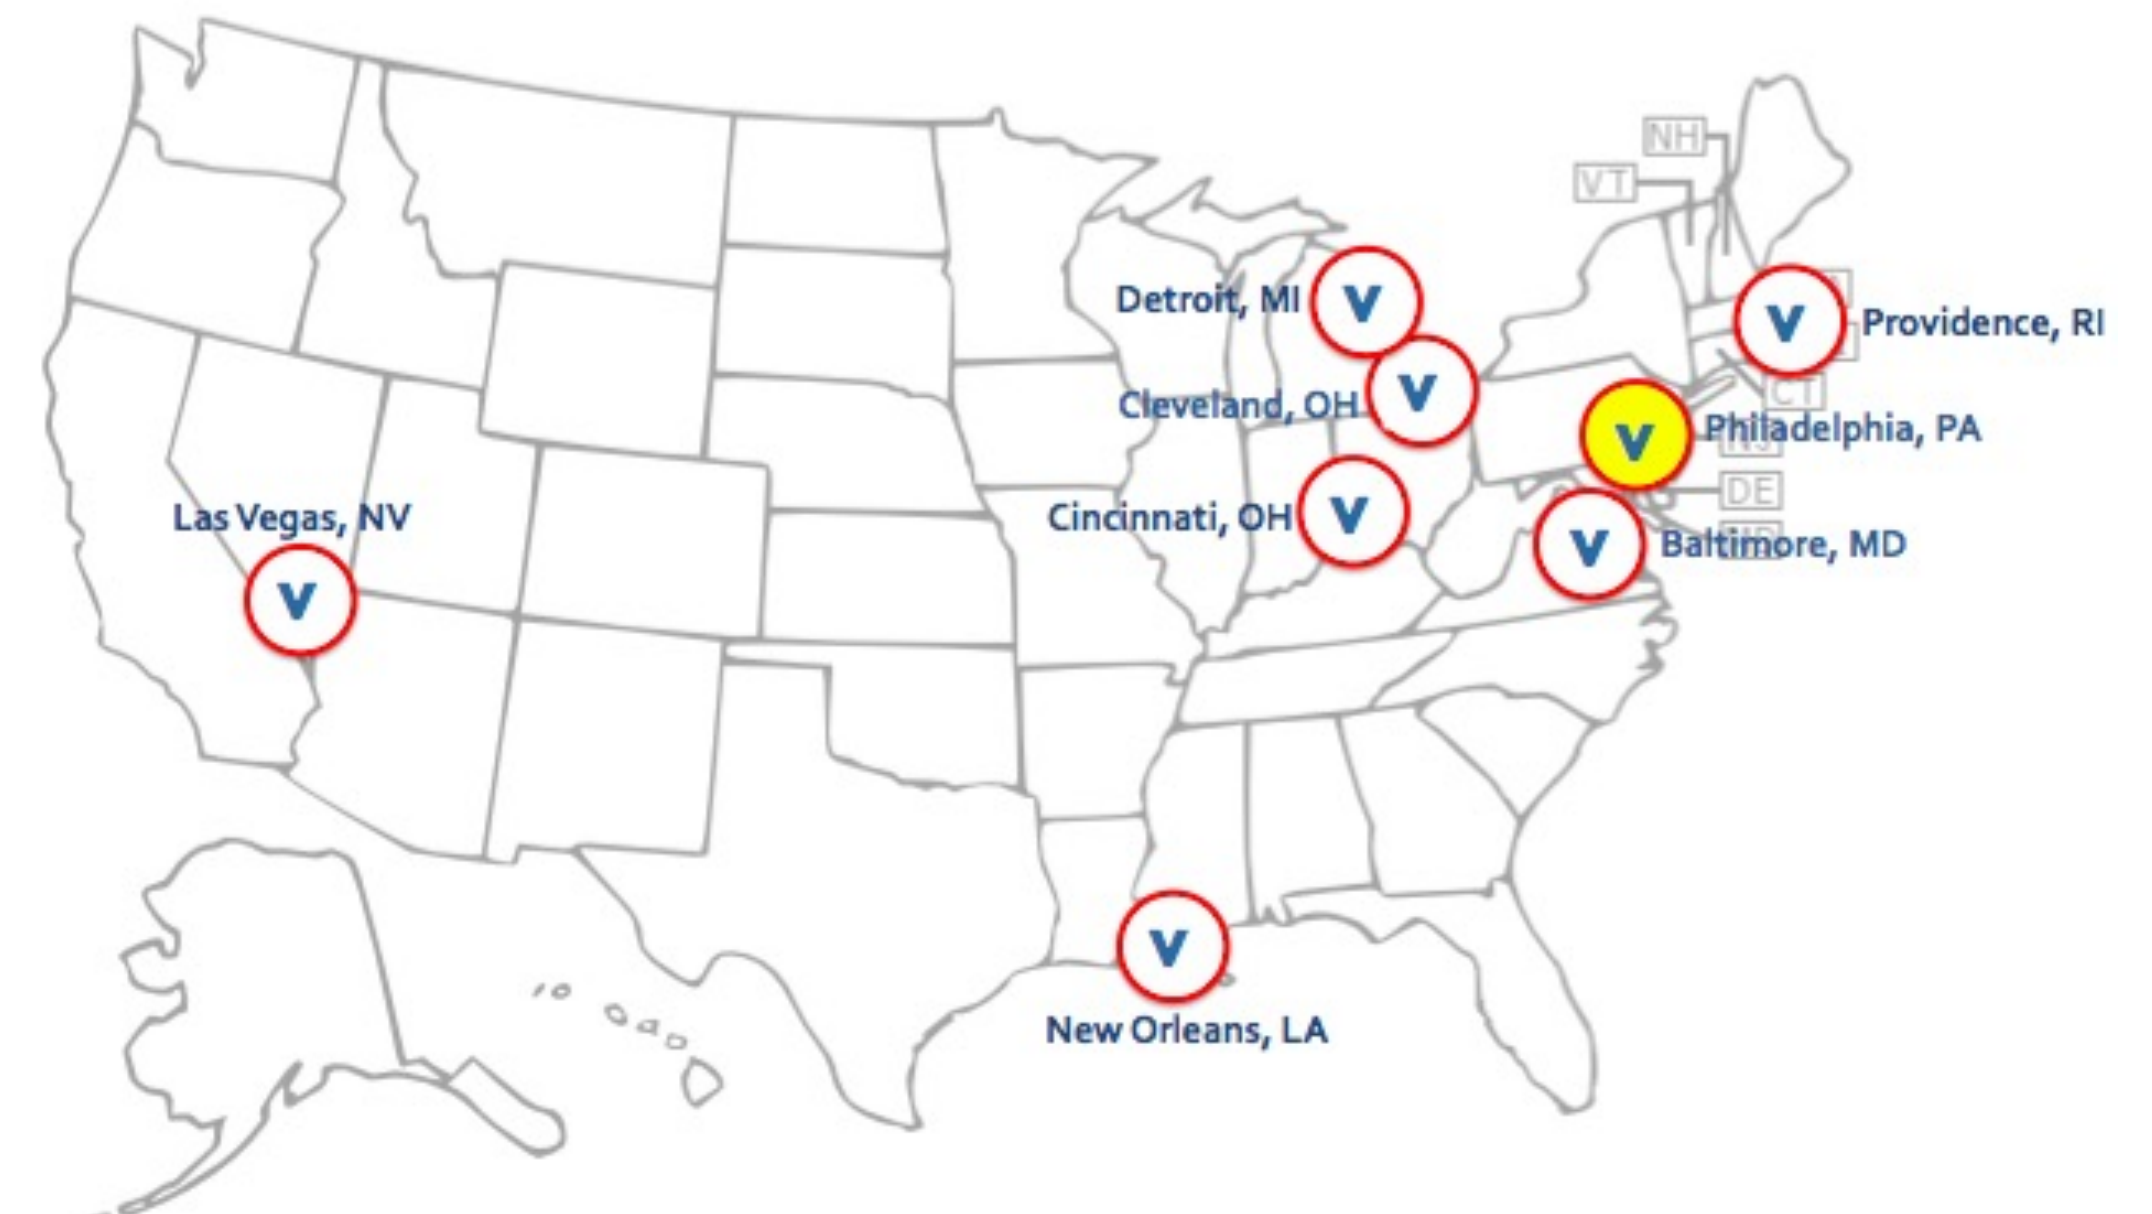 NH
VT
Detroit, MI
V
V
Providence, RI
Cleveland, OH
V
CT
V
Philadelphia, PA
NJ
DE
Las Vegas, NV
Cincinnati, OH
V
V
Baltimore, MD
V
V
New Orleans, LA